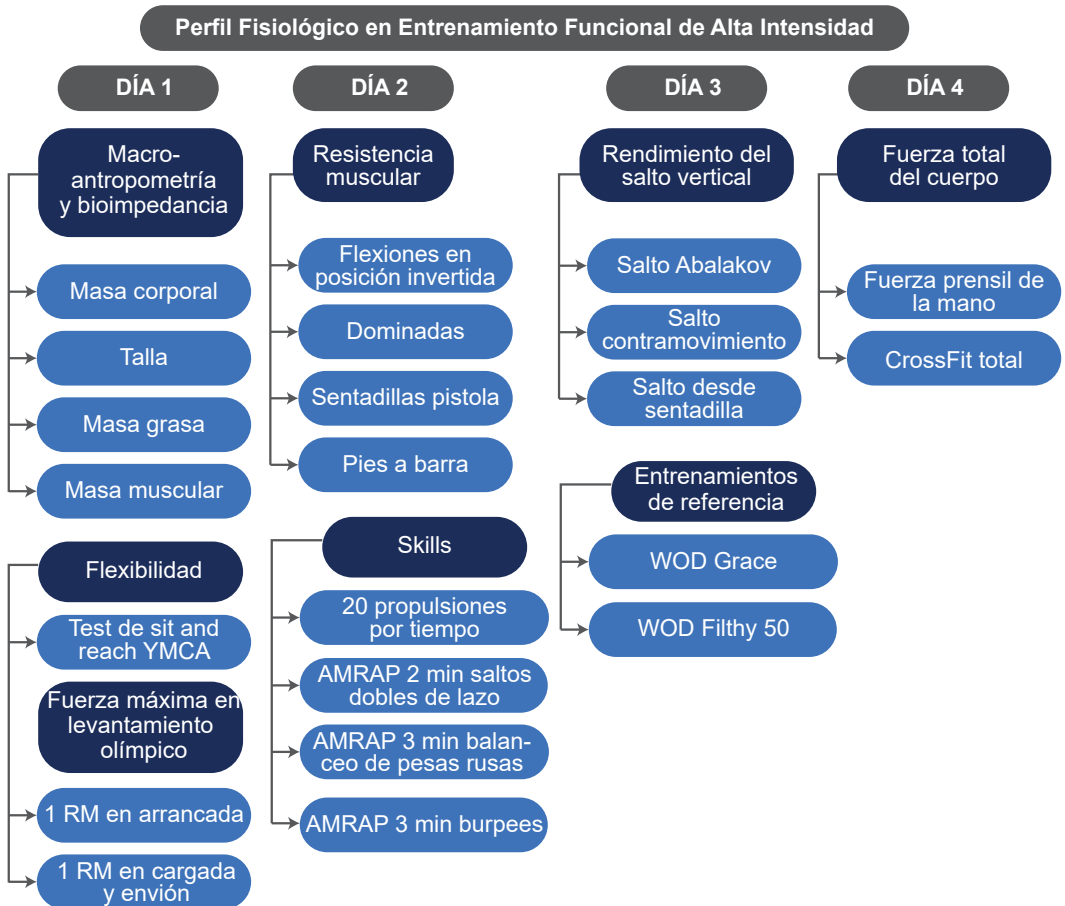 Perfil Fisiológico en Entrenamiento Funcional de Alta Intensidad
DÍA 1
Macro-
antropometría
y bioimpedancia
Masa corporal
Talla
Masa grasa
Masa muscular
Flexibilidad
Test de sit and
reach YMCA
Fuerza máxima en
levantamiento
olímpico
1 RM en arrancada
1 RM en cargada
y envión
DÍA 2
Resistencia
muscular
Flexiones en
posición invertida
Dominadas
Sentadillas pistola
Pies a barra
Skills
20 propulsiones
por tiempo
AMRAP 2 min saltos
dobles de lazo
AMRAP 3 min balan-
ceo de pesas rusas
AMRAP 3 min burpees
DÍA 3
Rendimiento del
salto vertical
Salto Abalakov
Salto
contramovimiento
Salto desde
sentadilla
Entrenamientos
de referencia
WOD Grace
WOD Filthy 50
DÍA 4
Fuerza total
del cuerpo
Fuerza prensil de
la mano
CrossFit total